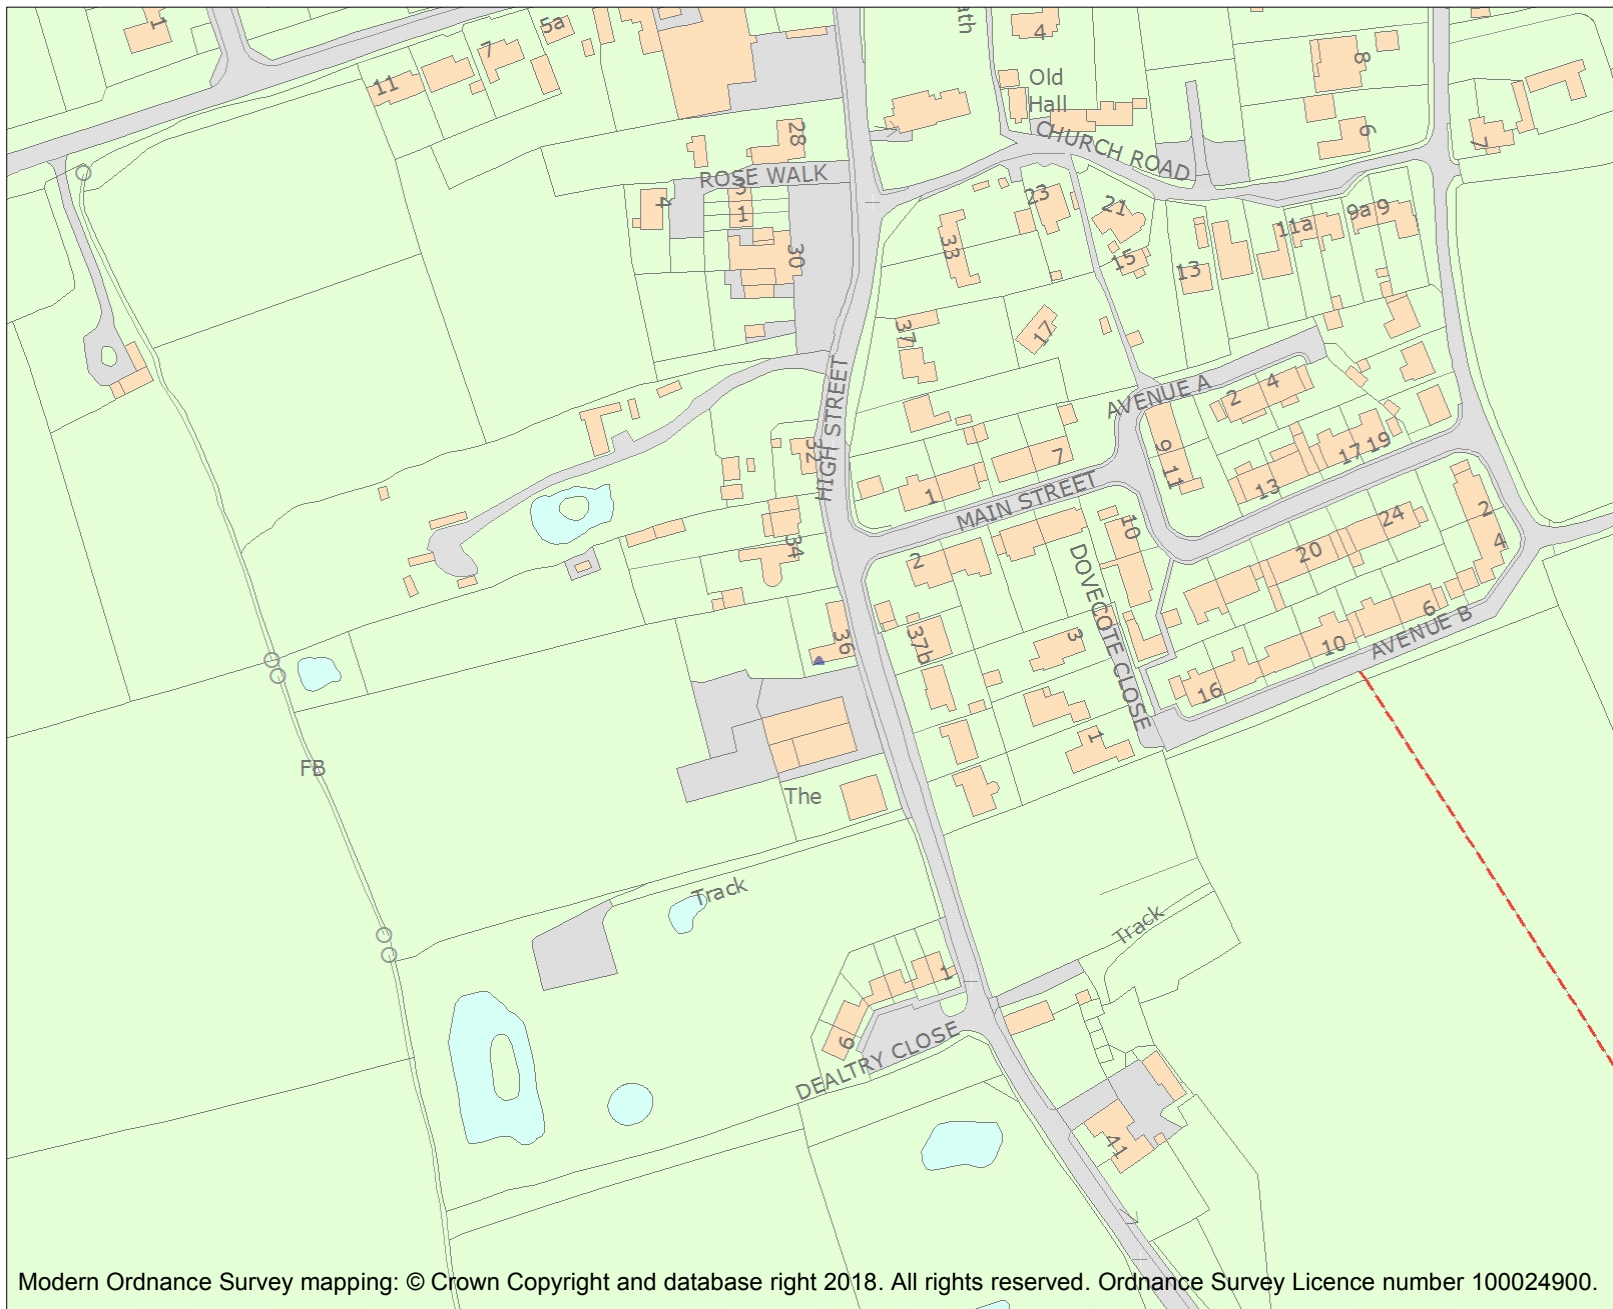 1
5a
7
11
ath
4
Old
Hall
8
6
7
28
CHURCH ROAD
ROSE WALK
3
1
4
30
23
21
33
15
13
11a
9a
9
37
17
HIGH STREET
32
AVENUE A
2
4
9
11
17
19
13
7
1
MAIN STREET
2
10
24
20
2
4
34
DOVECOTE CLOSE
36
37b
3
6
10
AVENUE B
16
1
FB
The
Track
Track
1
6
DEALTRY CLOSE
41
Modern Ordnance Survey mapping: © Crown Copyright and database right 2018. All rights reserved. Ordnance Survey Licence number 100024900.